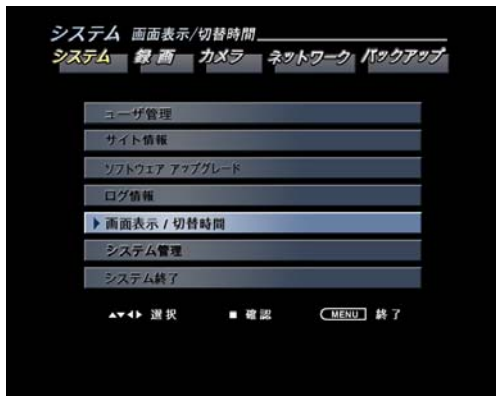 システム 画面表示/切替時間
システム 録画 カメラ ネットワーク バックアップ
ユーザ管理
サイト情報
ソフトウェア アップグレード
ログ情報
画面表示 / 切替時間
システム管理
システム終了
▲▼◀▶ 選択 ■ 確認 MENU 終了